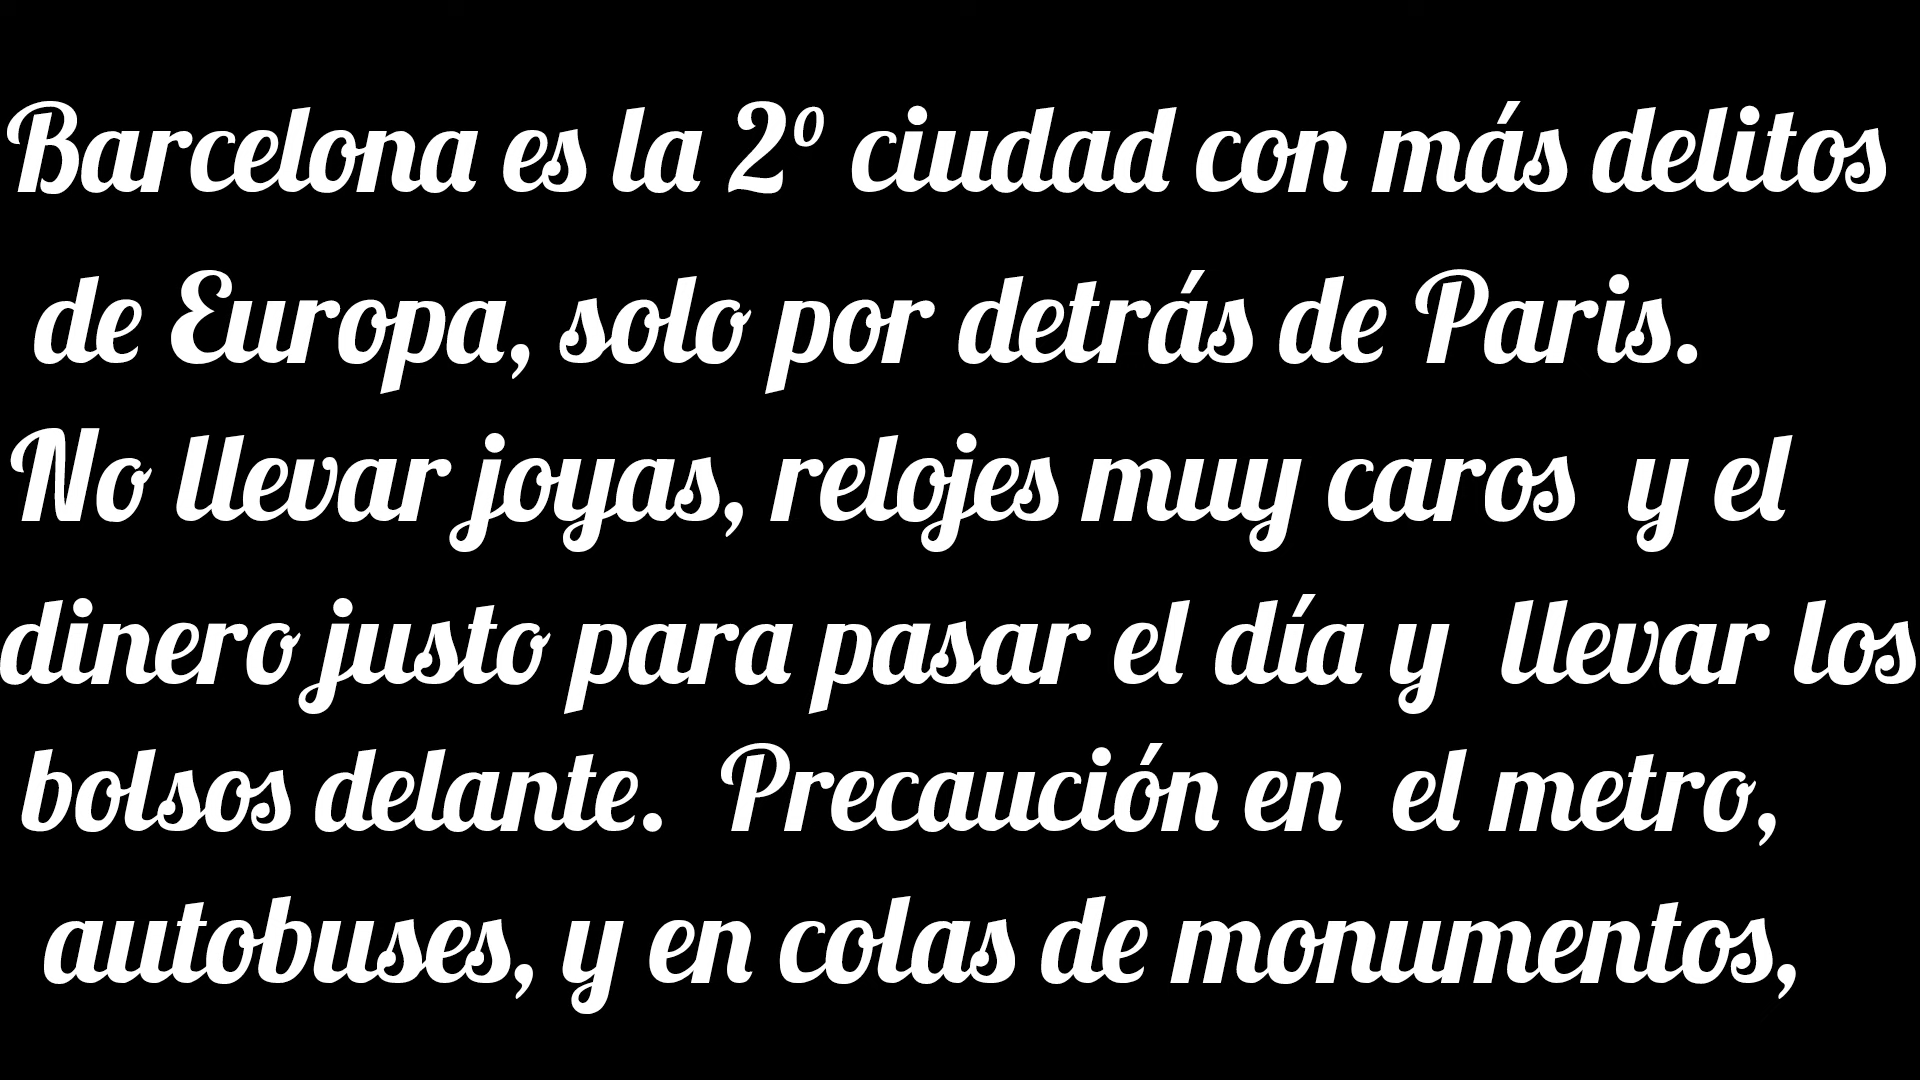 Barcelona es la 2º ciudad con más delitos
de Europa, solo por detrás de Paris.
No llevar joyas, relojes muy caros y el
dinero justo para pasar el día y llevar los
bolsos delante. Precaución en el metro,
autobuses, y en colas de monumentos,